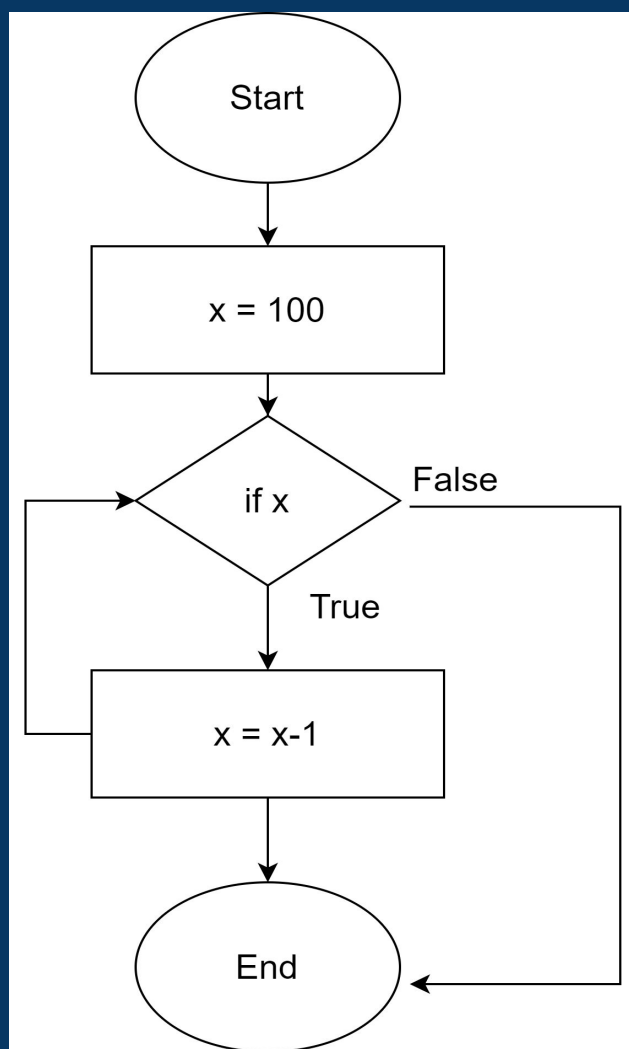 Start
x = 100
if x
False
True
x = x-1
End